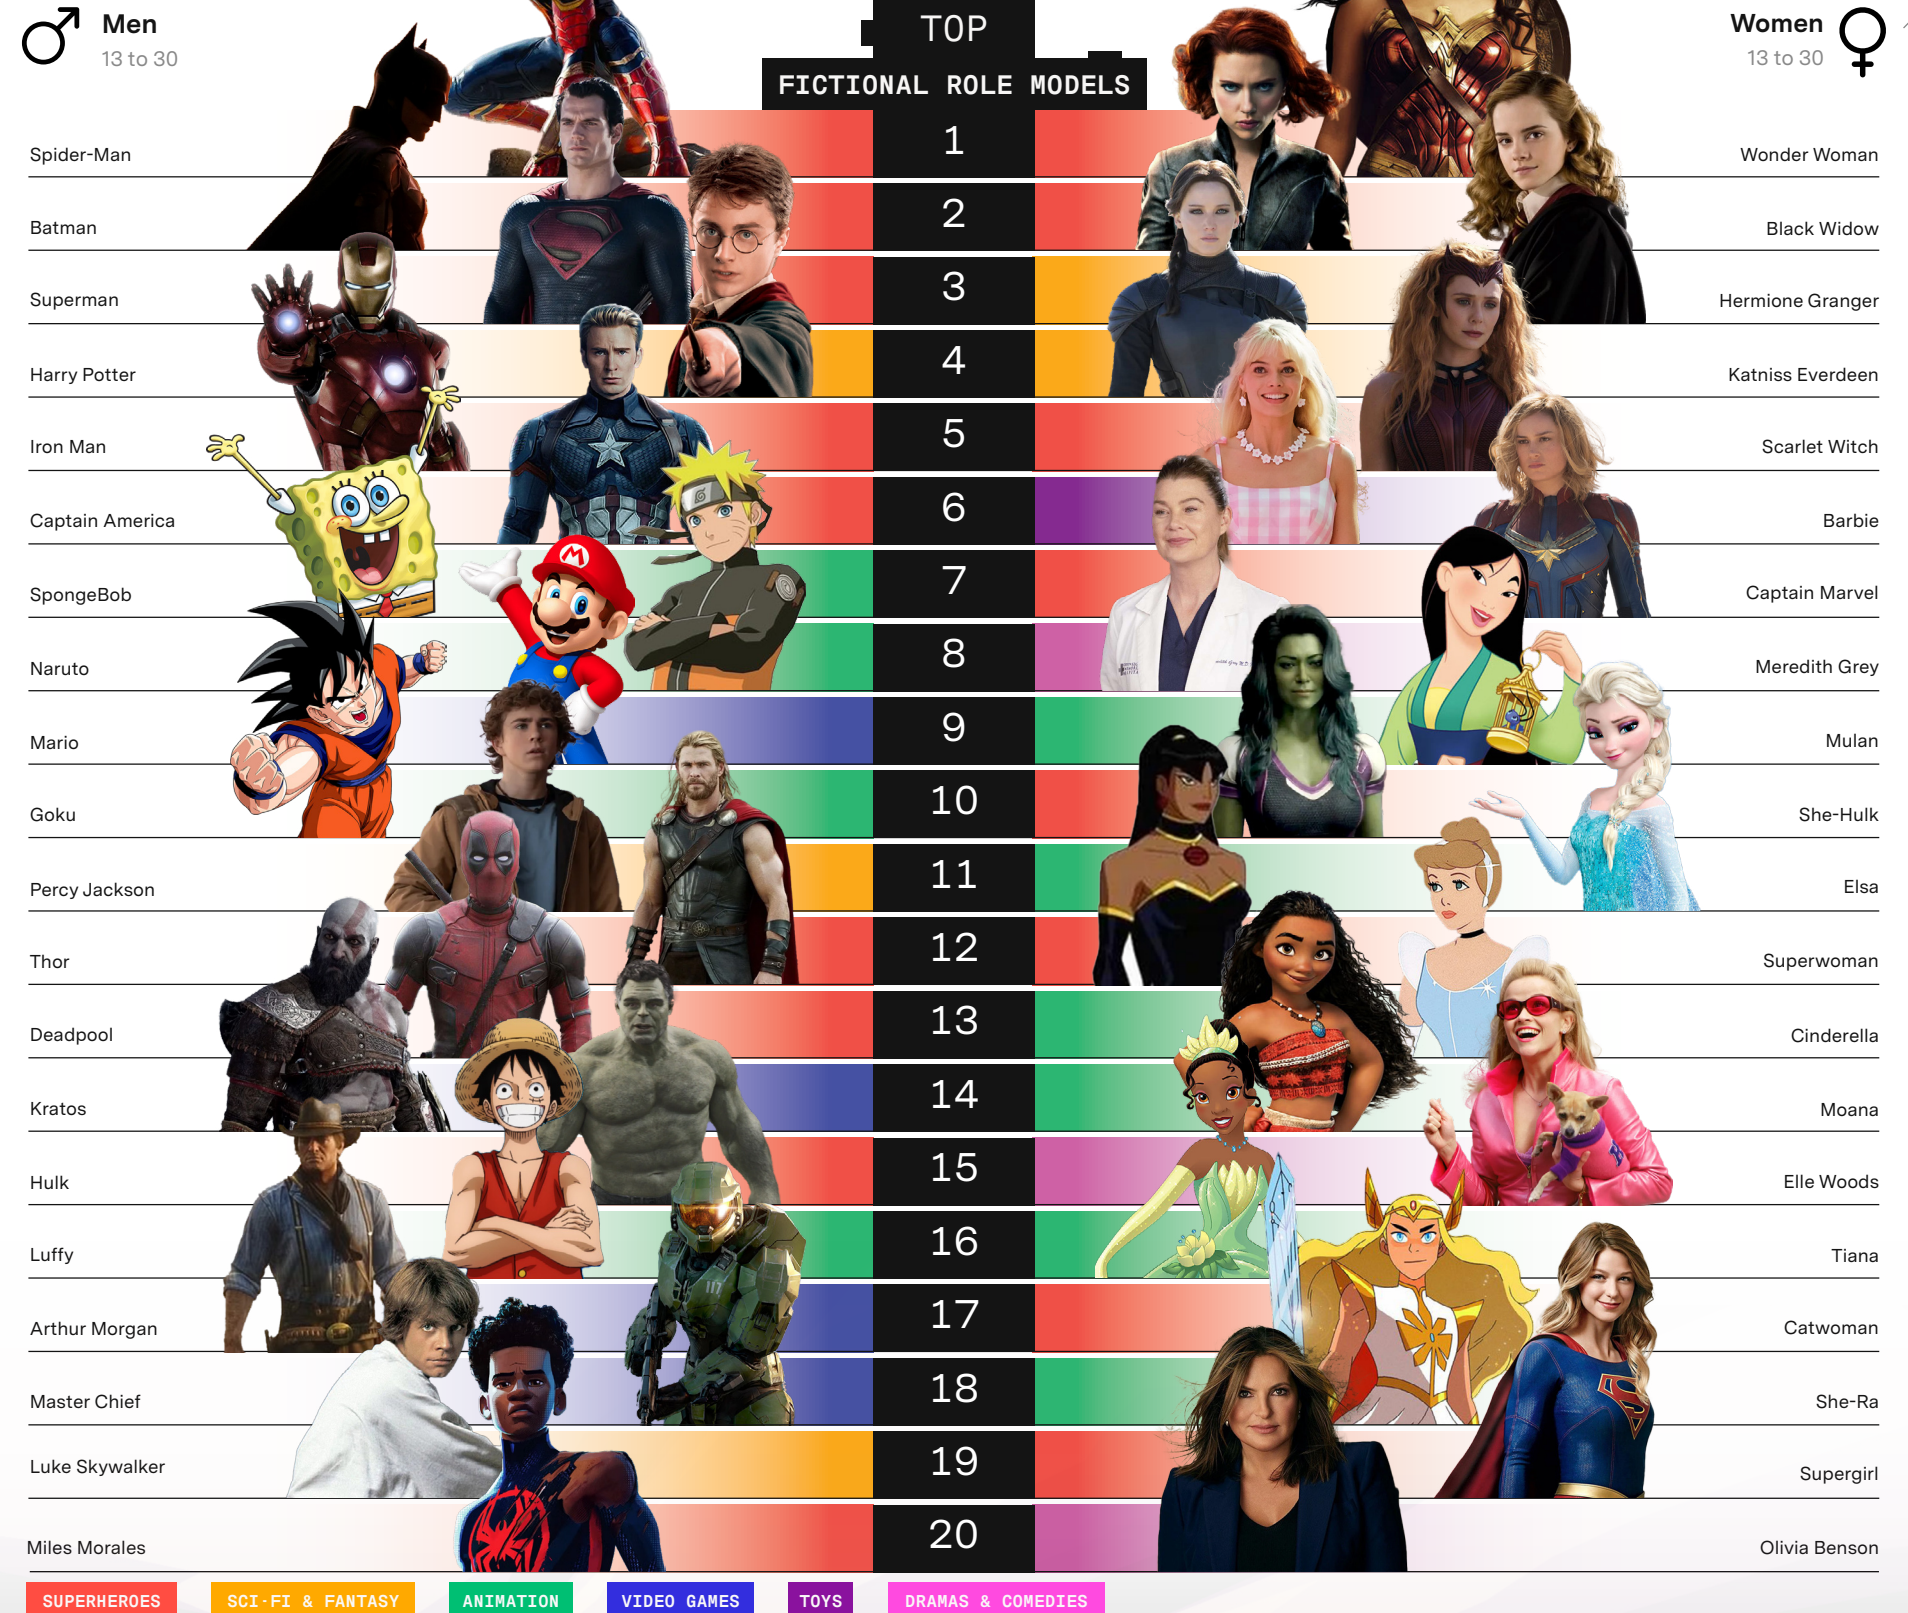 Men
13 to 30
TOP
FICTIONAL ROLE MODELS
Women
13 to 30
Spider-Man
1
Wonder Woman
Batman
2
Black Widow
Superman
3
Hermione Granger
Harry Potter
4
Katniss Everdeen
Iron Man
5
Scarlet Witch
Captain America
6
Barbie
SpongeBob
7
Captain Marvel
Naruto
8
Meredith Grey
Mario
9
Mulan
Goku
10
She-Hulk
Percy Jackson
11
Elsa
Thor
12
Superwoman
Deadpool
13
Cinderella
Kratos
14
Moana
Hulk
15
Elle Woods
Luffy
16
Tiana
Arthur Morgan
17
Catwoman
Master Chief
18
She-Ra
Luke Skywalker
19
Supergirl
Miles Morales
20
Olivia Benson
M
117
B
SUPERHEROES
SCI-FI & FANTASY
ANIMATION
VIDEO GAMES
TOYS
DRAMAS & COMEDIES